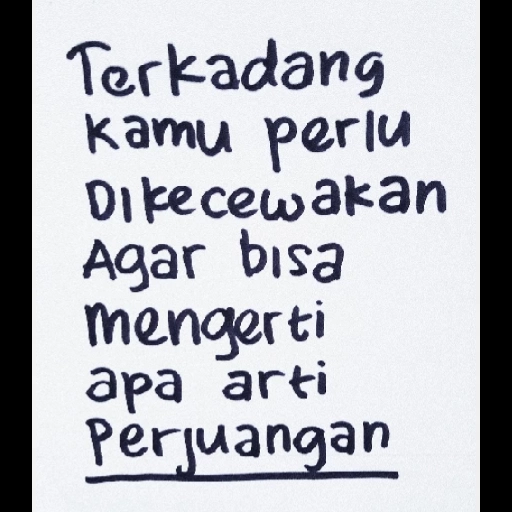 Terkadang
kamu perlu
Dikecewakan
Agar bisa
mengerti
apa arti
Perjuangan